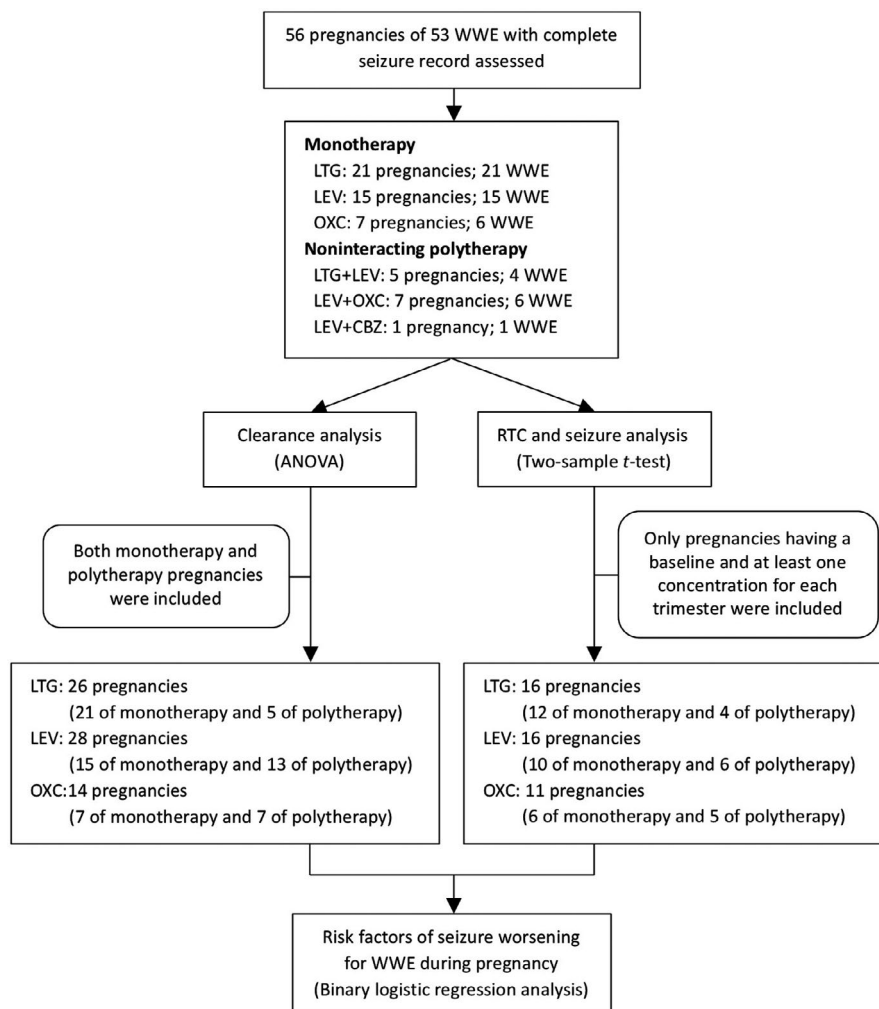 56 pregnancies of 53 WWE with complete
seizure record assessed
Monotherapy
LTG: 21 pregnancies; 21 WWE
LEV: 15 pregnancies; 15 WWE
OXC: 7 pregnancies; 6 WWE
Noninteracting polytherapy
LTG+LEV: 5 pregnancies; 4 WWE
LEV+OXC: 7 pregnancies; 6 WWE
LEV+CBZ: 1 pregnancy; 1 WWE
Clearance analysis
(ANOVA)
RTC and seizure analysis
(Two-sample t-test)
Both monotherapy and
polytherapy pregnancies
were included
Only pregnancies having a
baseline and at least one
concentration for each
trimester were included
LTG: 26 pregnancies
(21 of monotherapy and 5 of polytherapy)
LEV: 28 pregnancies
(15 of monotherapy and 13 of polytherapy)
OXC:14 pregnancies
(7 of monotherapy and 7 of polytherapy)
LTG: 16 pregnancies
(12 of monotherapy and 4 of polytherapy)
LEV: 16 pregnancies
(10 of monotherapy and 6 of polytherapy)
OXC: 11 pregnancies
(6 of monotherapy and 5 of polytherapy)
Risk factors of seizure worsening
for WWE during pregnancy
(Binary logistic regression analysis)